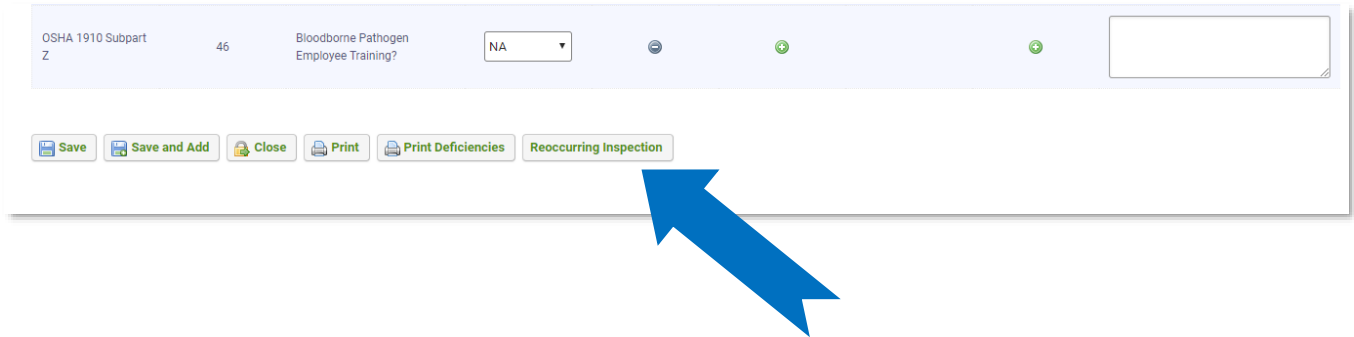 OSHA 1910 Subpart
Z
46
Bloodborne Pathogen
Employee Training?
NA
Save
Save and Add
Close
Print
Print Deficiencies
Reoccurring Inspection